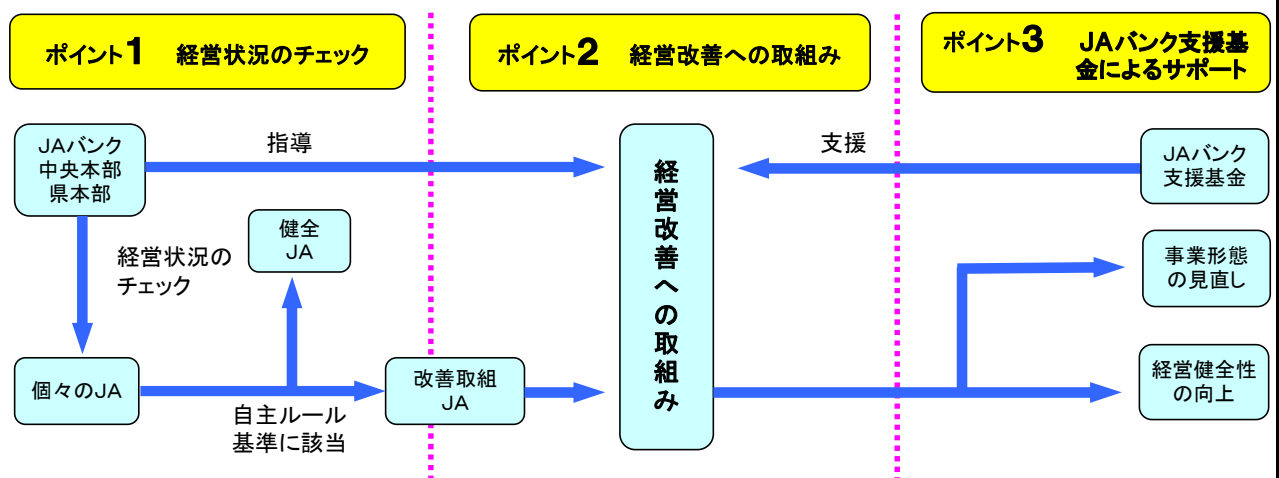 ポイント1　経営状況のチェック
ポイント2　経営改善への取組み
ポイント3　JAバンク支援基
金によるサポート
JAバンク
中央本部
県本部
指導
経営状況の
チェック
健全
JA
個々のJA
自主ルール
基準に該当
改善取組
JA
経営改善への取組み
支援
JAバンク
支援基金
事業形態
の見直し
経営健全性
の向上